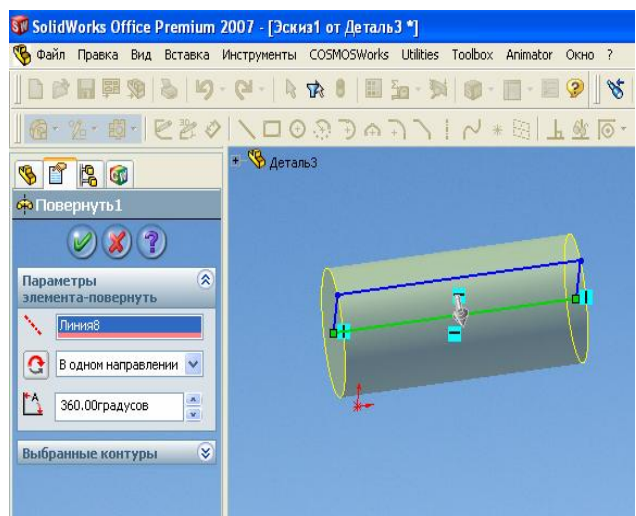 SolidWorks Office Premium 2007 - [Эскиз1 от Деталь3 *]
Файл Правка Вид Вставка Инструменты COSMOSWorks Utilities Toolbox Animator Окно ?
Деталь3
Повернуть1
Параметры
элемента-повернуть
Линия8
В одном направлении
360.00градусов
Выбранные контуры